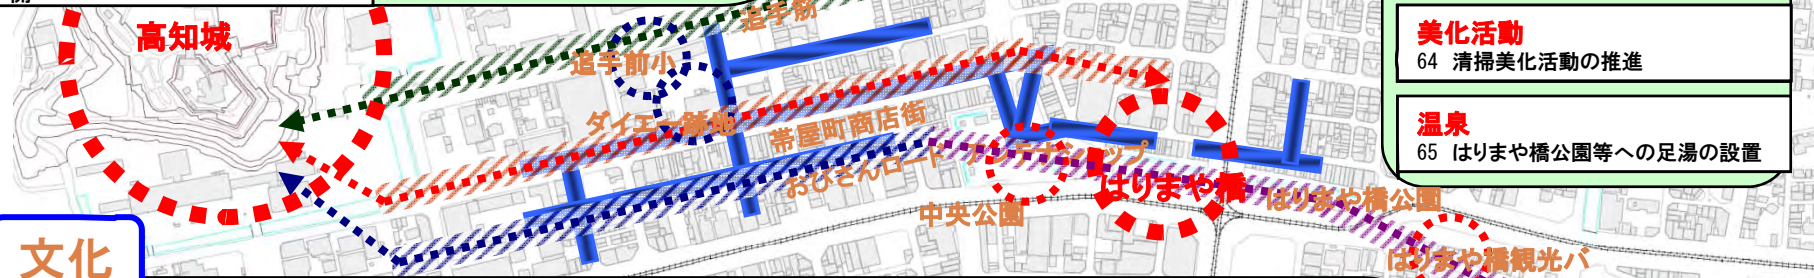 高知城
追手筋
追手前小
ダイエー跡地
帯屋町商店街
おびさんロード
アンテナショップ
はりまや橋
中央公園
はりまや橋公園
はりまや橋観光バ
文化
美化活動
64 清掃美化活動の推進
温泉
65 はりまや橋公園等への足湯の設置